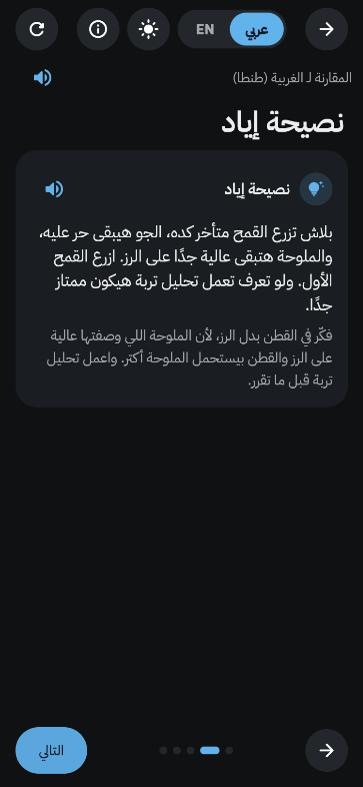 عربي EN
المقارنة لـ الغربية (طنطا)
نصيحة إياد
نصيحة إياد
بلاش تزرع القمح متأخر كده، الجو هيبقى حر عليه،
والملوحة هتبقى عالية جدًا على الرز. ازرع القمح
الأول. ولو تعرف تعمل تحليل تربة هيكون ممتاز
جدًا.
فكّر في القطن بدل الرز، لأن الملوحة اللي وصفتها عالية
على الرز والقطن بيستحمل الملوحة أكتر. واعمل تحليل
تربة قبل ما تقرر.
التالي